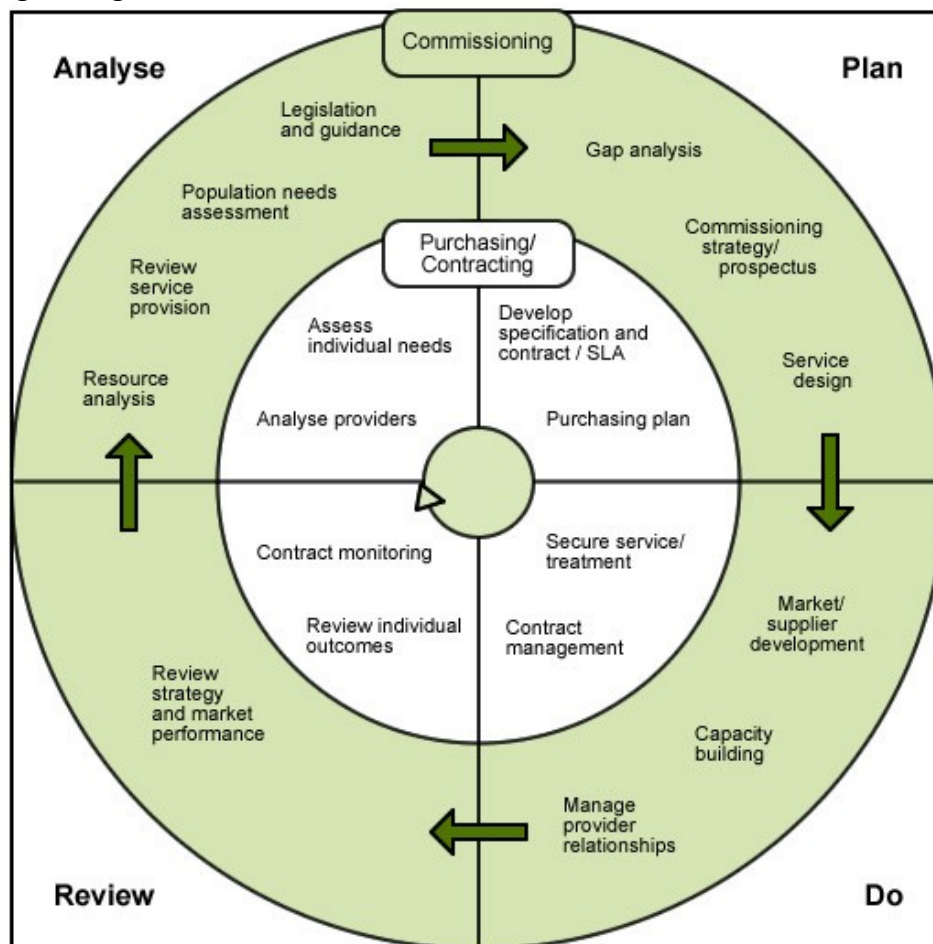 Commissioning
Analyse
Plan
Legislation
and guidance
Gap analysis
Population needs
assessment
Commissioning
strategy/
prospectus
Purchasing/
Contracting
Review
service
provision
Assess
individual needs
Develop
specification and
contract / SLA
Resource
analysis
Service
design
Analyse providers
Purchasing plan
Contract monitoring
Secure service/
treatment
Review individual
outcomes
Contract
management
Market/
supplier
development
Review
strategy
and market
performance
Capacity
building
Manage
provider
relationships
Review
Do